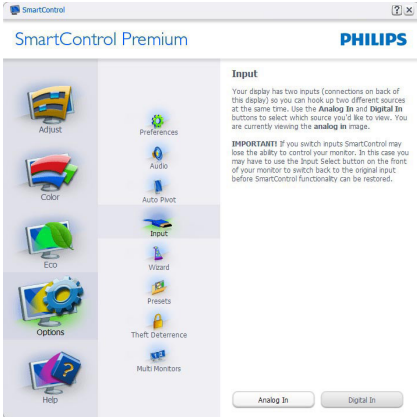 SmartControl
SmartControl Premium
PHILIPS
Adjust
Color
Eco
Options
Help
Preferences
Audio
Auto Pivot
Input
Wizard
Presets
Theft Deterrence
Multi Monitors
Input
Your display has two inputs (connections on back of
this display) so you can hook up two different sources
at the same time. Use the Analog In and Digital In
buttons to select which source you'd like to view. You
are currently viewing the analog in image.
IMPORTANT! If you switch inputs SmartControl may
lose the ability to control your monitor. In this case you
may have to use the Input Select button on the front
of your monitor to switch back to the original input
before SmartControl functionality can be restored.
Analog In
Digital In